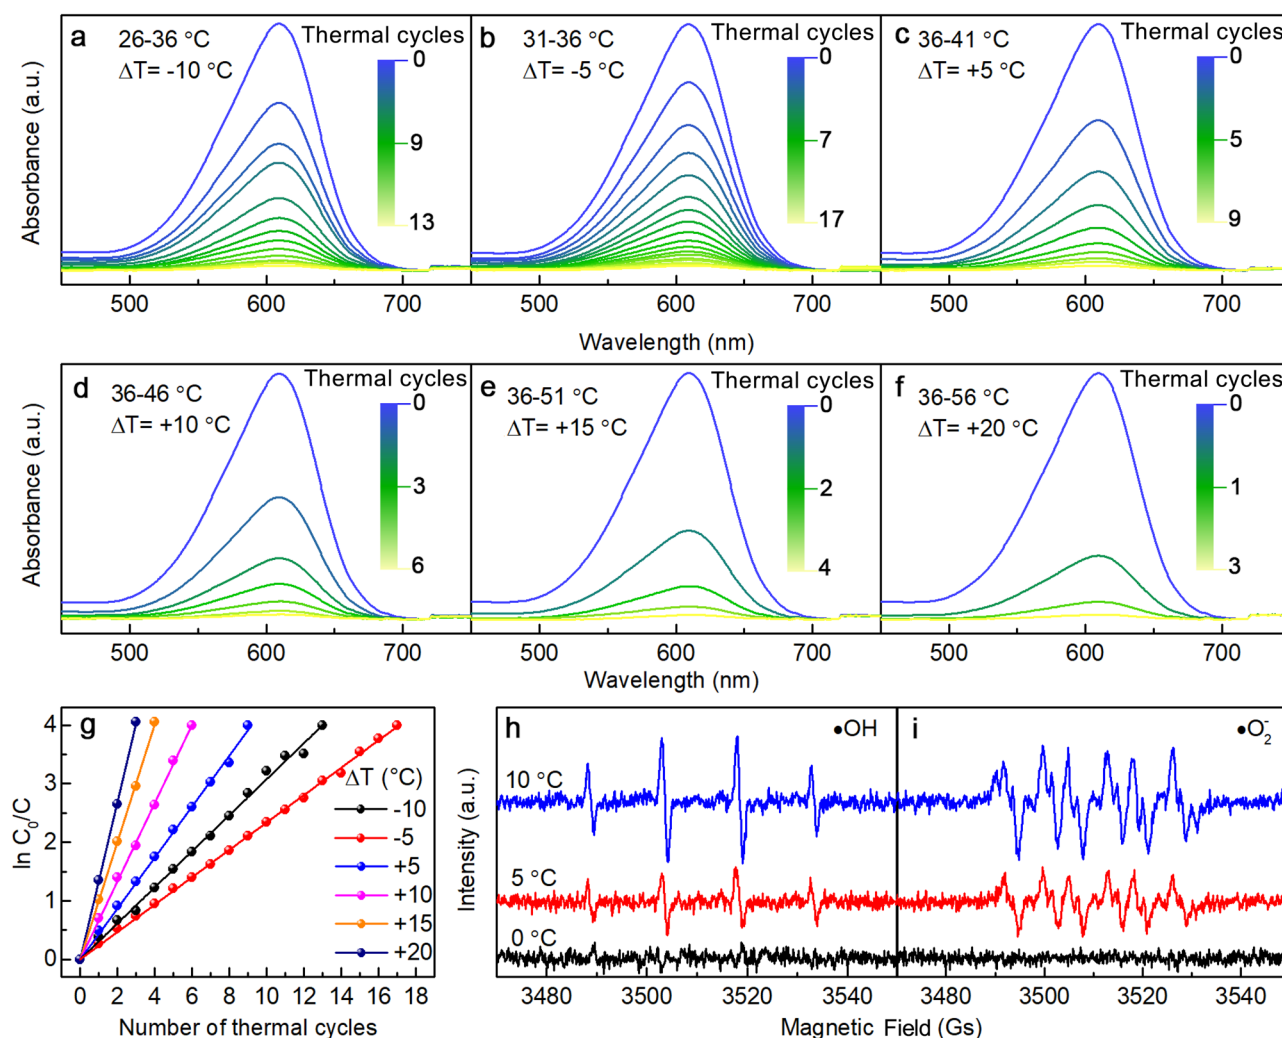 a
26-36 °C
ΔT= -10 °C
Thermal cycles
0
9
13
b
31-36 °C
ΔT= -5 °C
Thermal cycles
0
7
17
c
36-41 °C
ΔT= +5 °C
Thermal cycles
0
5
9
Absorbance (a.u.)
500 600 700 500 600 700 500 600 700
Wavelength (nm)
d
36-46 °C
ΔT= +10 °C
Thermal cycles
0
3
6
e
36-51 °C
ΔT= +15 °C
Thermal cycles
0
2
4
f
36-56 °C
ΔT= +20 °C
Thermal cycles
0
1
3
Absorbance (a.u.)
500 600 700 500 600 700 500 600 700
Wavelength (nm)
g
ln C₀/C
4
3
2
1
0
ΔT (°C)
-10
-5
+5
+10
+15
+20
0 2 4 6 8 10 12 14 16 18
Number of thermal cycles
h
●OH
Intensity (a.u.)
10 °C
5 °C
0 °C
i
●O₂⁻
3480 3500 3520 3540 3480 3500 3520 3540
Magnetic Field (Gs)